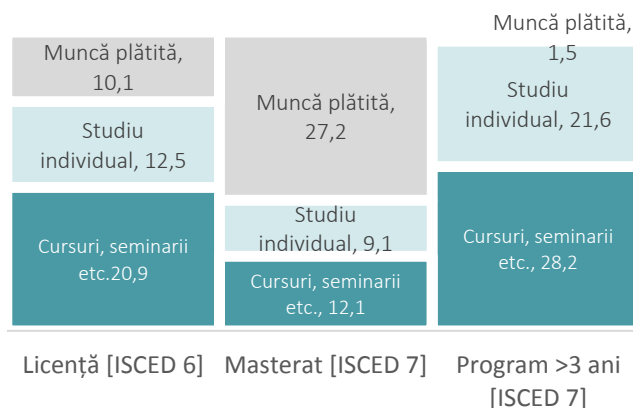 Muncă plătită,
10,1
Studiu
individual, 12,5
Cursuri, seminarii
etc.20,9
Muncă plătită,
27,2
Studiu
individual, 9,1
Cursuri, seminarii
etc., 12,1
Muncă plătită,
1,5
Studiu
individual, 21,6
Cursuri, seminarii
etc., 28,2
Licență [ISCED 6]
Masterat [ISCED 7]
Program >3 ani
[ISCED 7]